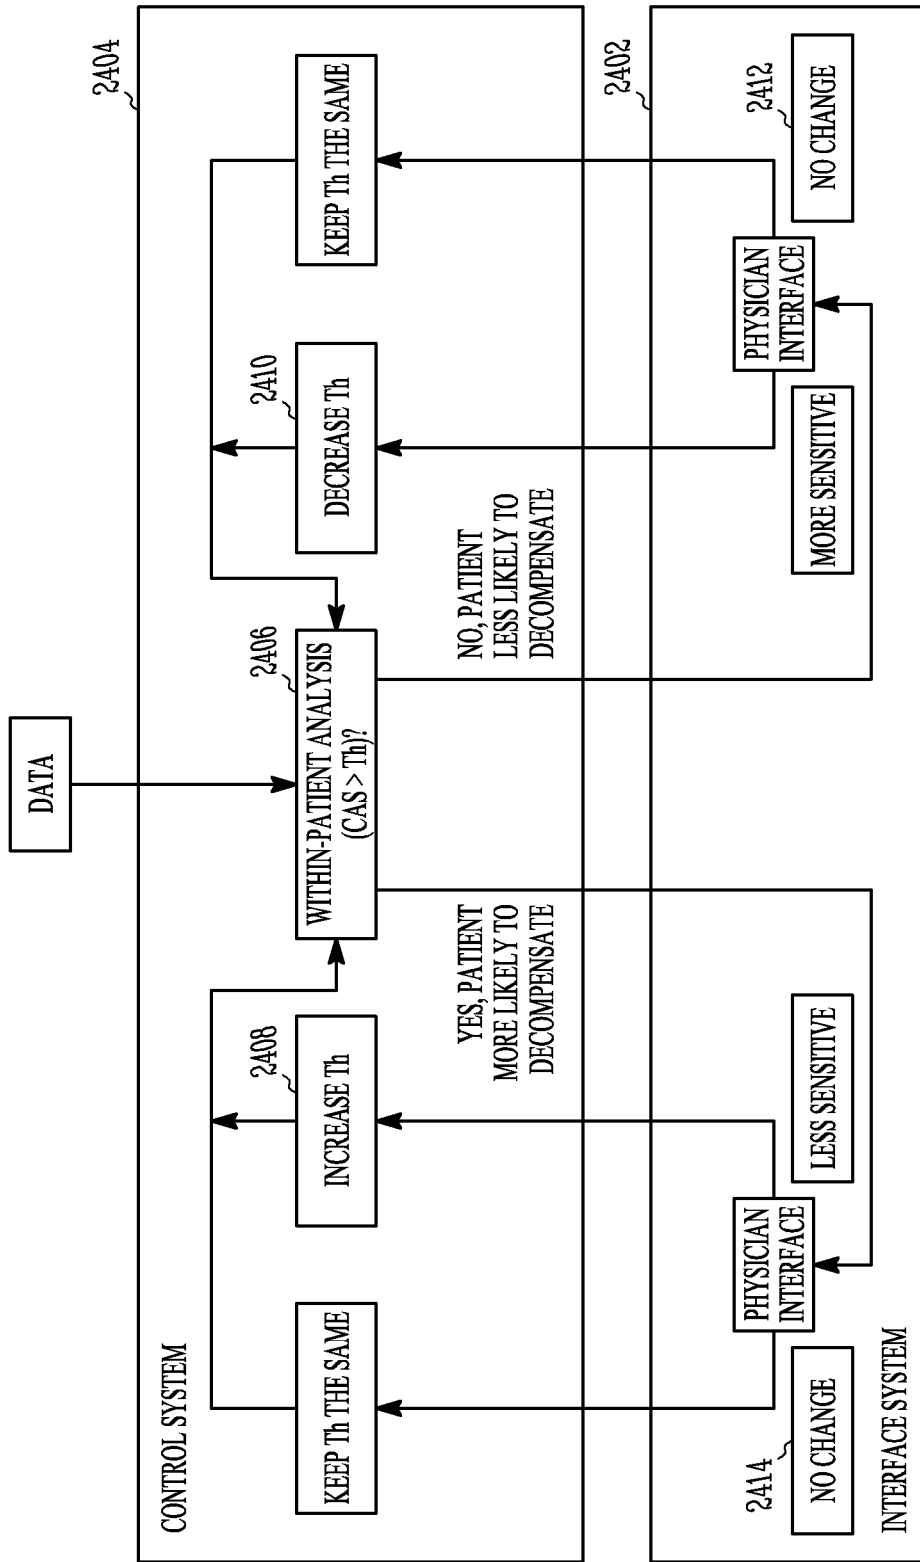 DATA
2404
CONTROL SYSTEM
2406
WITHIN-PATIENT ANALYSIS
(CAS > Th)?
KEEP Th THE SAME
2408
INCREASE Th
2410
DECREASE Th
KEEP Th THE SAME
YES, PATIENT
MORE LIKELY TO
DECOMPENSATE
NO, PATIENT
LESS LIKELY TO
DECOMPENSATE
2402
PHYSICIAN
INTERFACE
PHYSICIAN
INTERFACE
2414
NO CHANGE
LESS SENSITIVE
MORE SENSITIVE
2412
NO CHANGE
INTERFACE SYSTEM